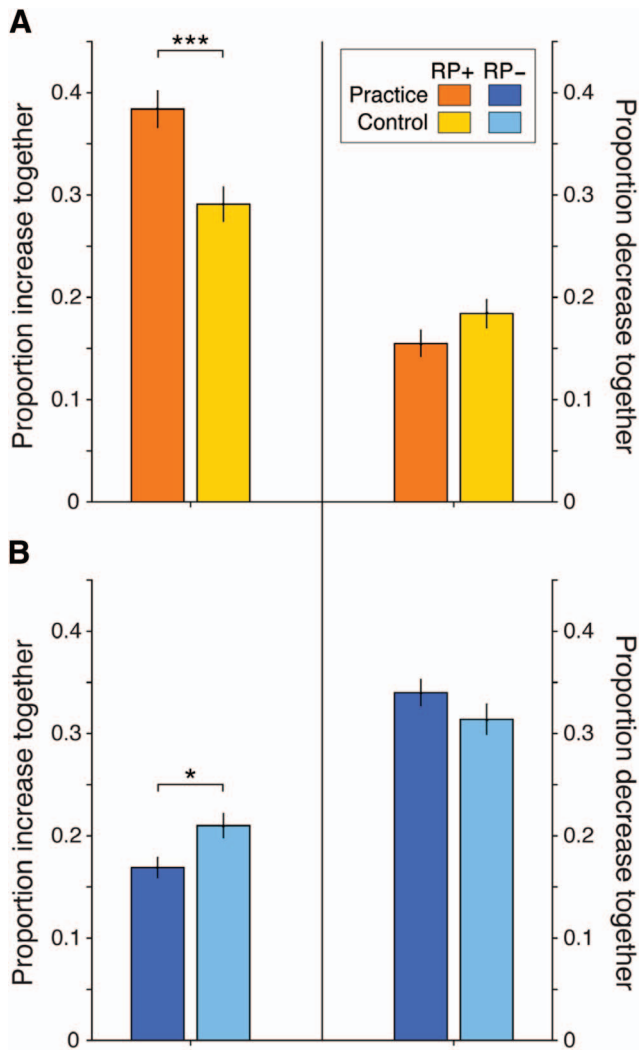 A
***
RP+ RP−
Practice
Control
Proportion increase together
0.4
0.3
0.2
0.1
0
Proportion decrease together
0.4
0.3
0.2
0.1
0
B
*
Proportion increase together
0.4
0.3
0.2
0.1
0
Proportion decrease together
0.4
0.3
0.2
0.1
0